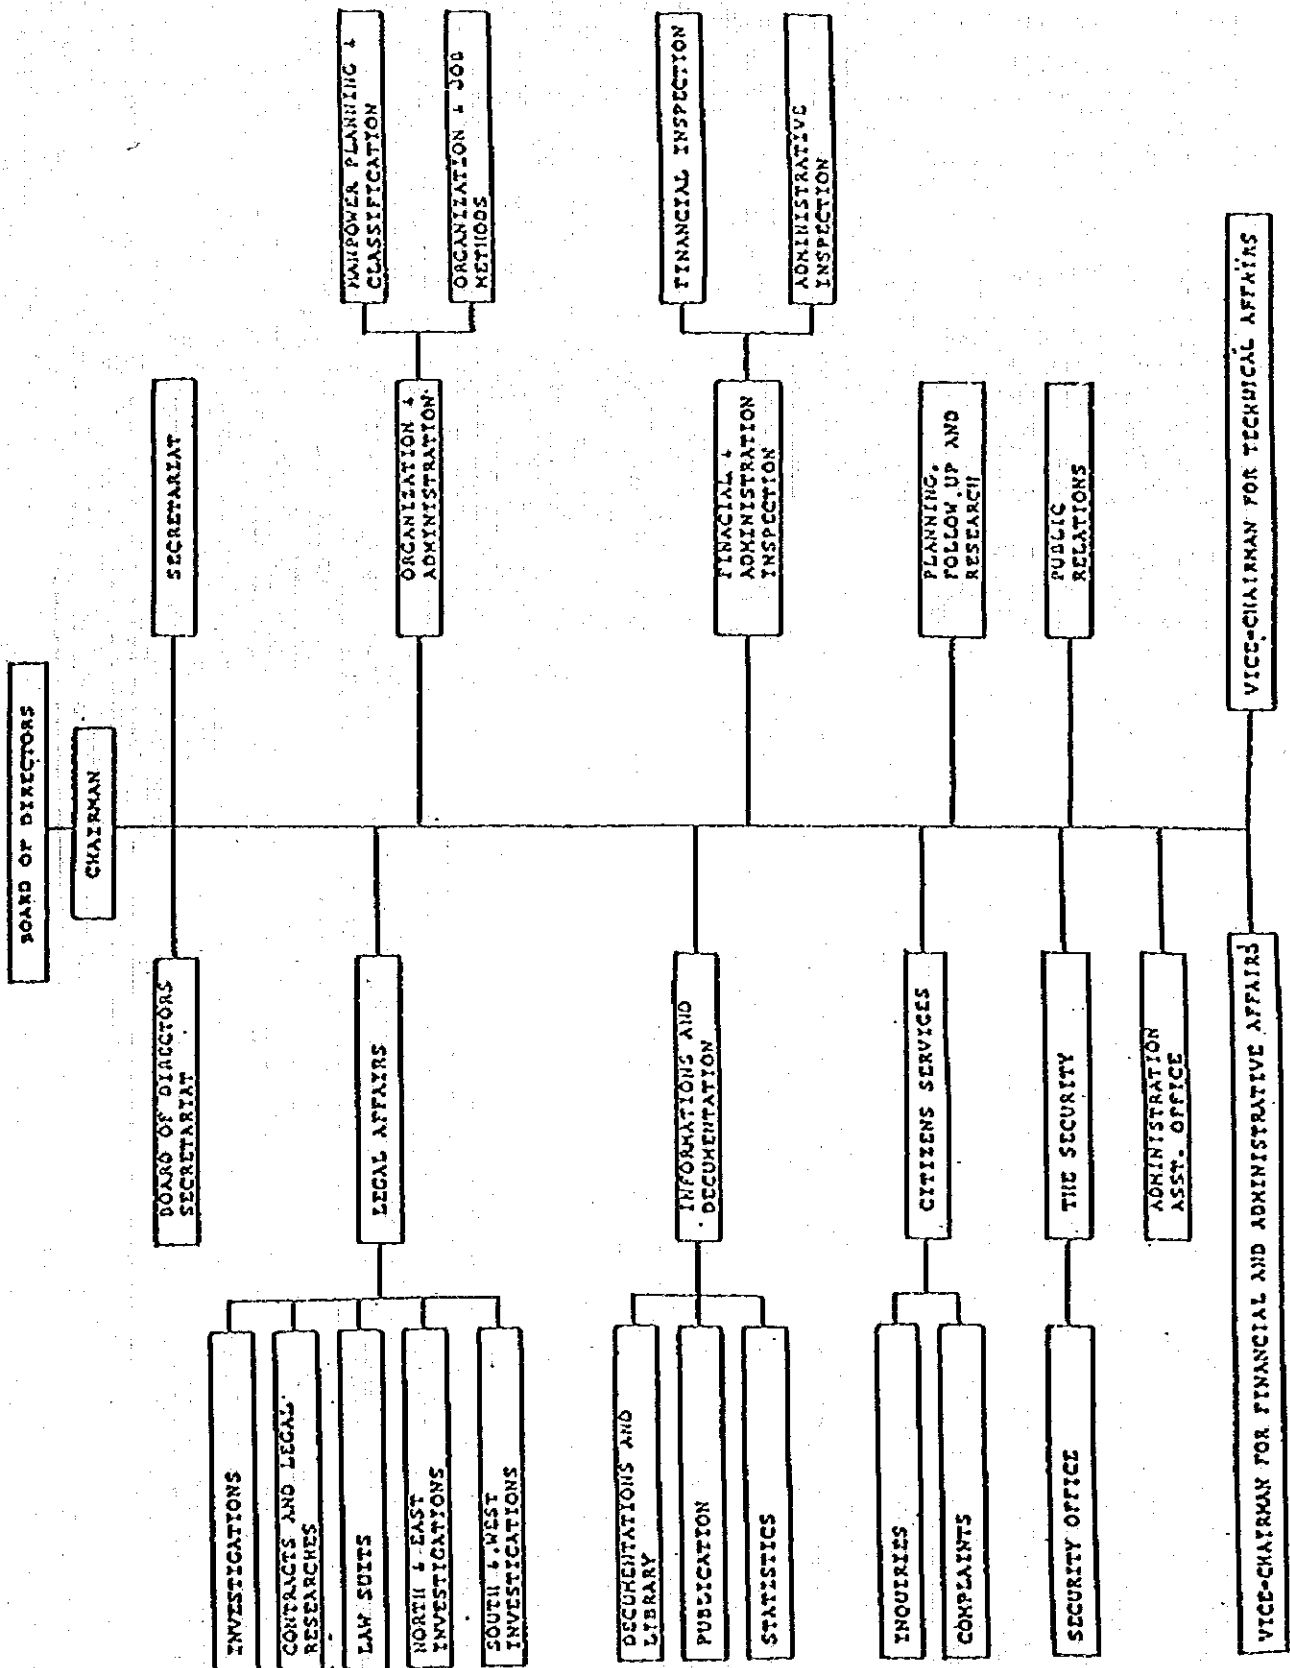 BOARD OF DIRECTORS
CHAIRMAN
BOARD OF DIRECTORS
SECRETARIAT
SECRETARIAT
LEGAL AFFAIRS
INVESTIGATIONS
CONTRACTS AND LEGAL
RESEARCHES
LAW SUITS
NORTH & EAST
INVESTIGATIONS
SOUTH & WEST
INVESTIGATIONS
ORGANIZATION &
ADMINISTRATION
MANPOWER PLANNING &
CLASSIFICATION
ORGANIZATION & JOB
METHODS
INFORMATIONS AND
DECUMENTATION
DECUMENTATIONS AND
LIBRARY
PUBLICATION
STATISTICS
FINACIAL &
ADMINISTRATION
INSPECTION
FINANCIAL INSPECTION
ADMINISTRATIVE
INSPECTION
CITIZENS SERVICES
INQUIRIES
COMPLAINTS
PLANNING,
FOLLOW UP AND
RESEARCH
THE SECURITY
SECURITY OFFICE
PUBLIC
RELATIONS
ADMINISTRATION
ASST. OFFICE
VICE-CHAIRMAN FOR FINANCIAL AND ADMINISTRATIVE AFFAIRS
VICE-CHAIRMAN FOR TECHNICAL AFFAIRS